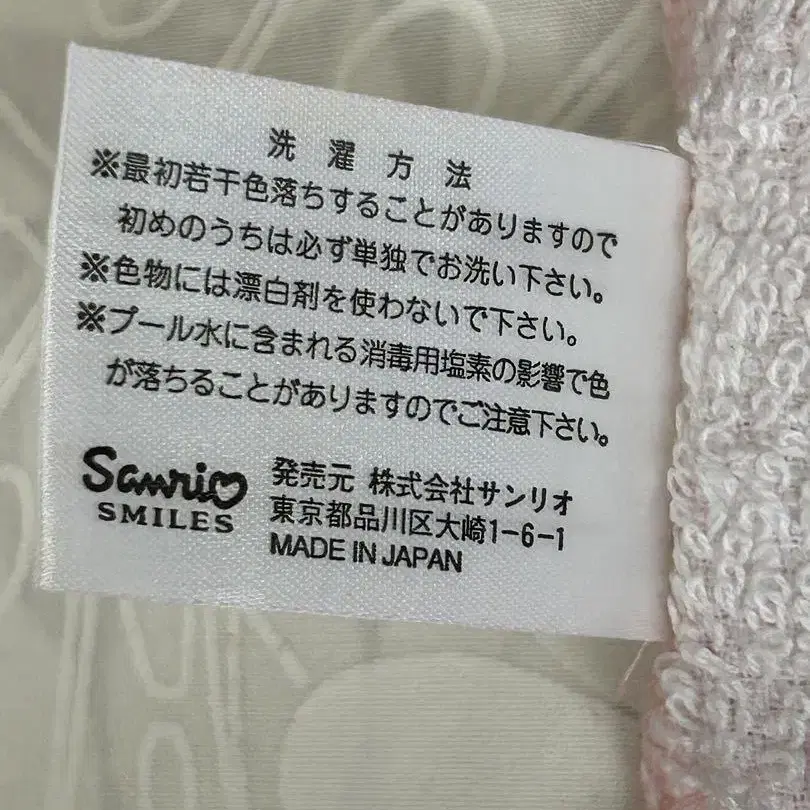 洗濯方法
※最初若干色落ちすることがありますので
初めのうちは必ず単独でお洗い下さい。
※色物には漂白剤を使わないで下さい。
※プール水に含まれる消毒用塩素の影響で色
が落ちることがありますのでご注意下さい。
Sanrio
SMILES
発売元 株式会社サンリオ
東京都品川区大崎1-6-1
MADE IN JAPAN